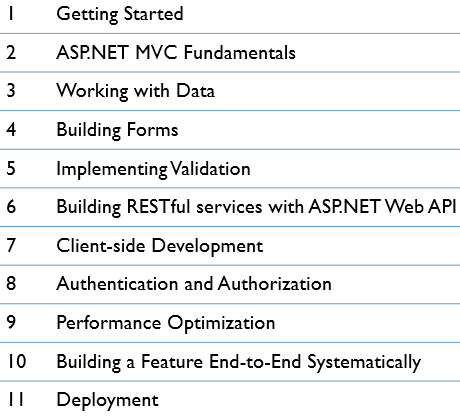 1 Getting Started
2 ASP.NET MVC Fundamentals
3 Working with Data
4 Building Forms
5 Implementing Validation
6 Building RESTful services with ASP.NET Web API
7 Client-side Development
8 Authentication and Authorization
9 Performance Optimization
10 Building a Feature End-to-End Systematically
11 Deployment